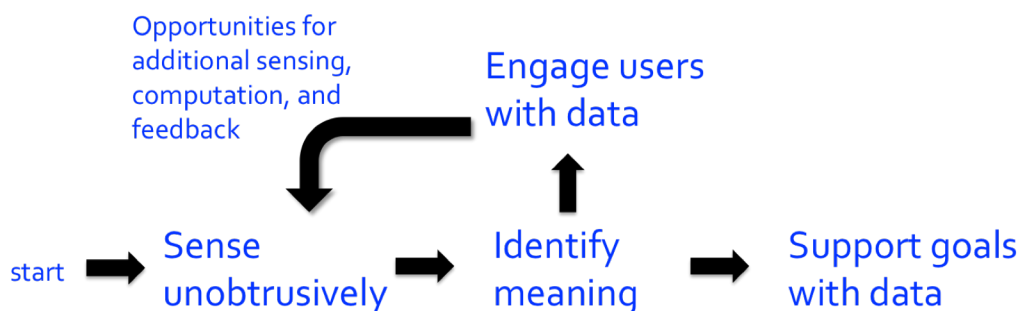 Opportunities for
additional sensing,
computation, and
feedback
Engage users
with data
start
Sense
unobtrusively
Identify
meaning
Support goals
with data